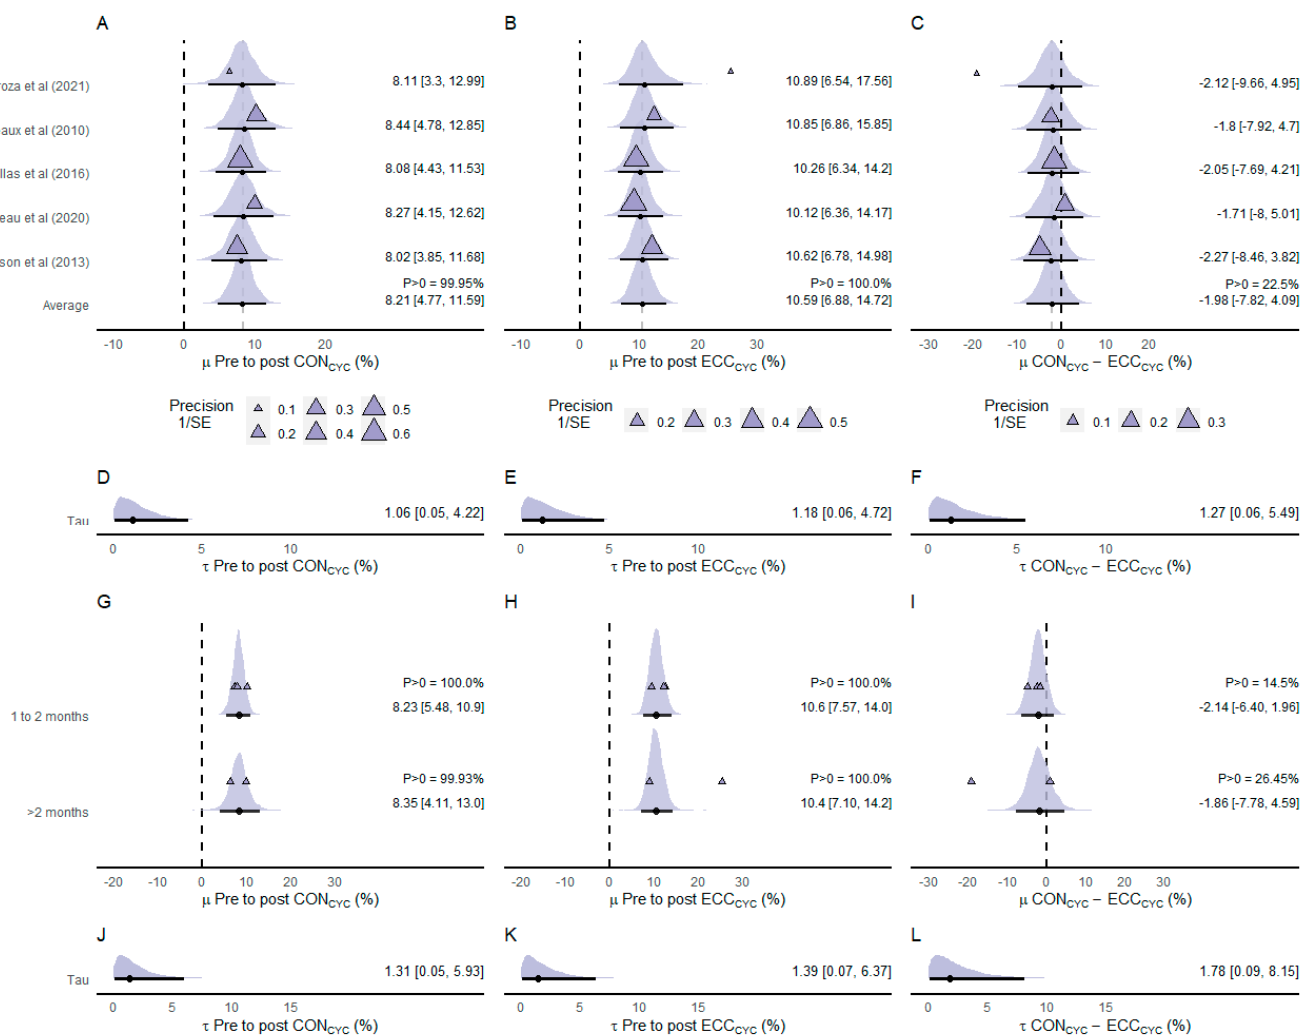 A
B
C
roza et al (2021)
8.11 [3.3, 12.99]
10.89 [6.54, 17.56]
-2.12 [-9.66, 4.95]
eaux et al (2010)
8.44 [4.78, 12.85]
10.85 [6.86, 15.85]
-1.8 [-7.92, 4.7]
llas et al (2016)
8.08 [4.43, 11.53]
10.26 [6.34, 14.2]
-2.05 [-7.69, 4.21]
eau et al (2020)
8.27 [4.15, 12.62]
10.12 [6.36, 14.17]
-1.71 [-8, 5.01]
son et al (2013)
8.02 [3.85, 11.68]
10.62 [6.78, 14.98]
-2.27 [-8.46, 3.82]
P>0 = 99.95%
P>0 = 100.0%
P>0 = 22.5%
Average
8.21 [4.77, 11.59]
10.59 [6.88, 14.72]
-1.98 [-7.82, 4.09]
-10 0 10 20
-10 0 10 20 30
-30 -20 -10 0 10 20
μ Pre to post CONCYC (%)
μ Pre to post ECCCYC (%)
μ CONCYC − ECCCYC (%)
Precision
1/SE
0.1 0.3 0.5
0.2 0.4 0.6
Precision
1/SE
0.2 0.3 0.4 0.5
Precision
1/SE
0.1 0.2 0.3
D
E
F
Tau
1.06 [0.05, 4.22]
1.18 [0.06, 4.72]
1.27 [0.06, 5.49]
0 5 10
0 5 10
0 5 10
τ Pre to post CONCYC (%)
τ Pre to post ECCCYC (%)
τ CONCYC − ECCCYC (%)
G
H
I
P>0 = 100.0%
P>0 = 100.0%
P>0 = 14.5%
1 to 2 months
8.23 [5.48, 10.9]
10.6 [7.57, 14.0]
-2.14 [-6.40, 1.96]
P>0 = 99.93%
P>0 = 100.0%
P>0 = 26.45%
>2 months
8.35 [4.11, 13.0]
10.4 [7.10, 14.2]
-1.86 [-7.78, 4.59]
-20 -10 0 10 20 30
-20 -10 0 10 20 30
-30 -20 -10 0 10 20 30
μ Pre to post CONCYC (%)
μ Pre to post ECCCYC (%)
μ CONCYC − ECCCYC (%)
J
K
L
Tau
1.31 [0.05, 5.93]
1.39 [0.07, 6.37]
1.78 [0.09, 8.15]
0 5 10 15
0 5 10 15
0 5 10 15
τ Pre to post CONCYC (%)
τ Pre to post ECCCYC (%)
τ CONCYC − ECCCYC (%)